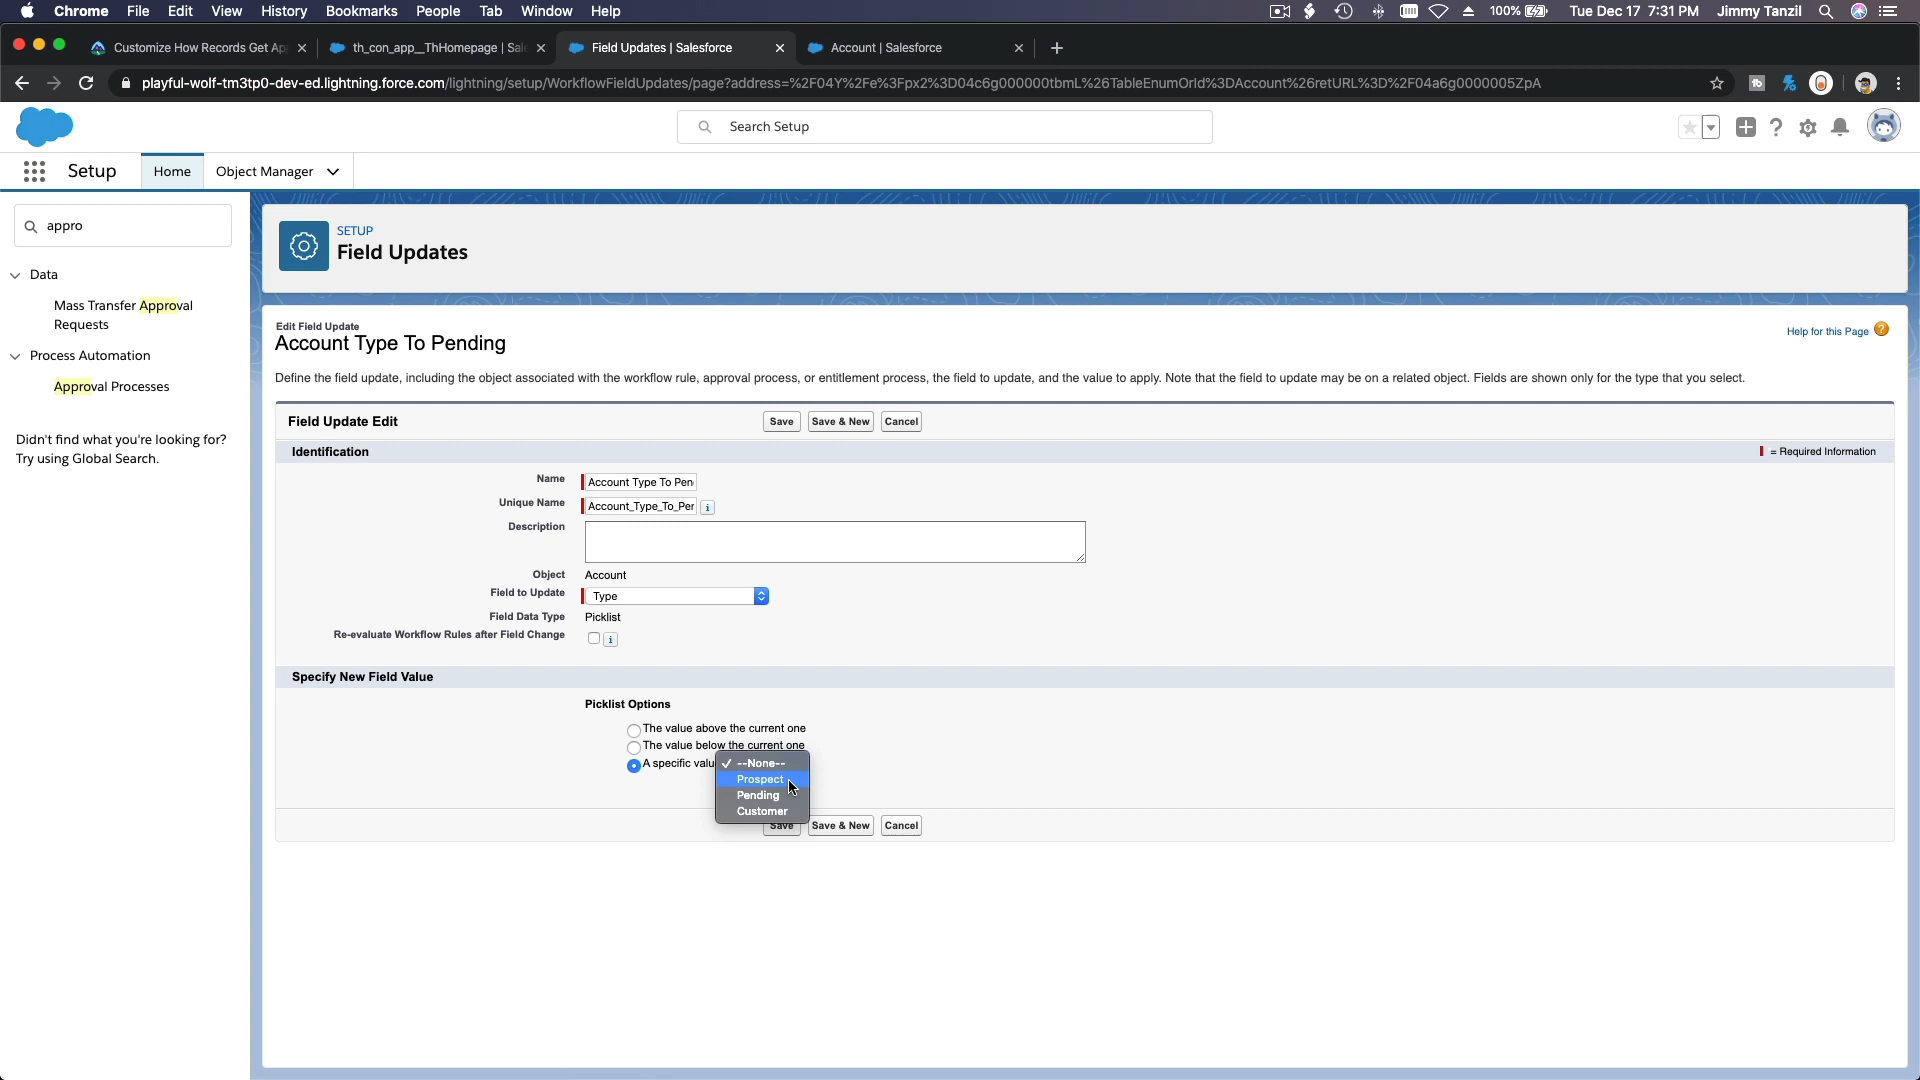 Chrome File Edit View History Bookmarks People Tab Window Help 100% Tue Dec 17 7:31 PM Jimmy Tanzil
Customize How Records Get Ap
th_con_app__ThHomepage | Sal
Field Updates | Salesforce
Account | Salesforce
playful-wolf-tm3tp0-dev-ed.lightning.force.com/lightning/setup/WorkflowFieldUpdates/page?address=%2F04Y%2Fe%3Fpx2%3D04c6g000000tbmL%26TableEnumOrId%3DAccount%26retURL%3D%2F04a6g0000005ZpA
Search Setup
Setup Home Object Manager
appro
Data
Mass Transfer Approval
Requests
Process Automation
Approval Processes
Didn't find what you're looking for?
Try using Global Search.
SETUP
Field Updates
Edit Field Update
Account Type To Pending
Help for this Page
Define the field update, including the object associated with the workflow rule, approval process, or entitlement process, the field to update, and the value to apply. Note that the field to update may be on a related object. Fields are shown only for the type that you select.
Field Update Edit Save Save & New Cancel
Identification = Required Information
Name Account Type To Pen
Unique Name Account_Type_To_Per i
Description
Object Account
Field to Update Type
Field Data Type Picklist
Re-evaluate Workflow Rules after Field Change i
Specify New Field Value
Picklist Options
The value above the current one
The value below the current one
A specific valu
--None--
Prospect
Pending
Customer
Save Save & New Cancel